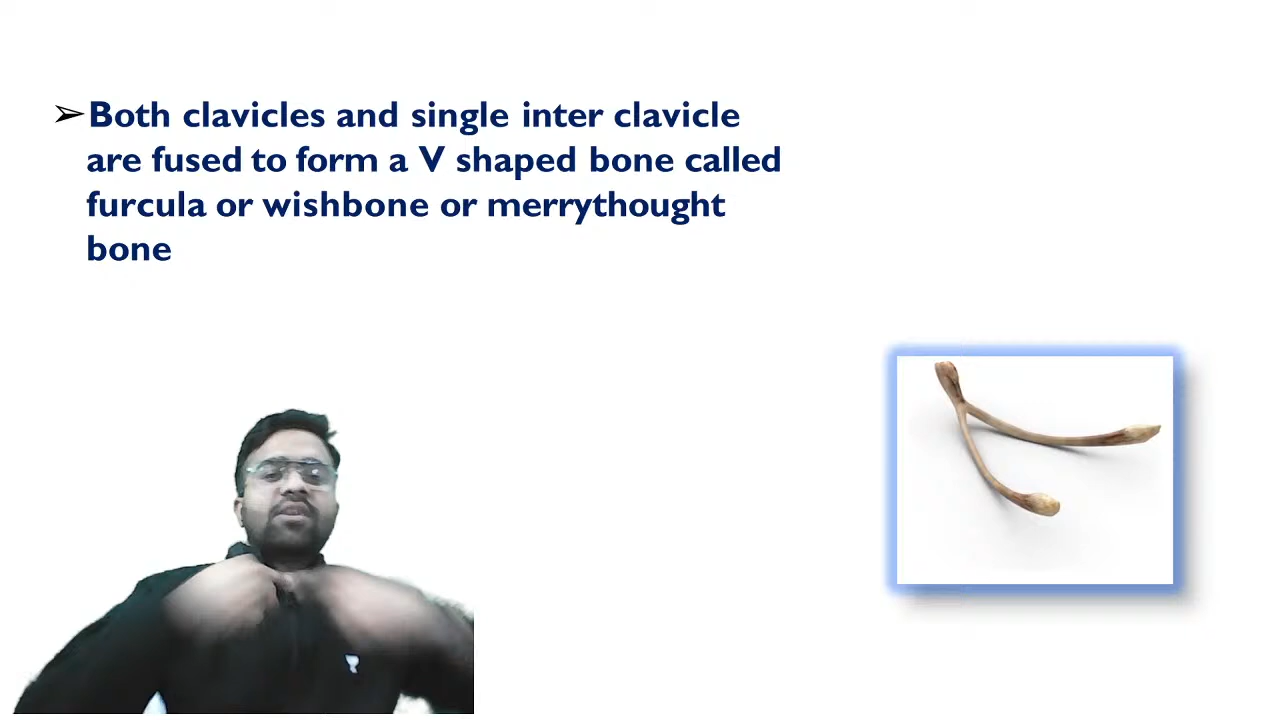 ➢Both clavicles and single inter clavicle
are fused to form a V shaped bone called
furcula or wishbone or merrythought
bone